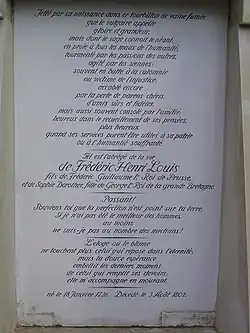 Jetté par sa naissance dans ce tourbillon de vaine fumée
que le vulgaire appelle
gloire et grandeur,
mais dont le sage connoit le néant,
en proie à tous maux de l'humanité,
tourmenté par les passions des autres,
agité par les siennes,
souvent en butte à la calomnie
ou victime de l'injustice,
accablé encore
par la perte de parens chéris,
d'amis sûrs et fidèles,
mais aussi souvent consolé par l'amitié,
heureux dans le recueillement de ses pensées,
plus heureux
quand ses services purent être utiles à sa patrie
ou à l'humanité souffrante
Tel est l'abrégé de la vie
de Frédéric Henri Louis
fils de Frédéric Guillaume I. Roi de Prusse
et de Sophie Dorothée, fille de George I. Roi de la grande Bretagne
Passant!
Souviens toi que la perfection n'est point sur la terre,
Si je n'ai pas été le meilleur des hommes,
au moins
ne suis-je pas au nombre des méchans!
L'éloge ou le blâme
ne touchent plus celui qui repose dans l'éternité;
mais la douce espérance
embellit les derniers moments
de celui qui remplit ses devoirs,
elle m'accompagne en mourant.
né le 18 Janvier 1726. Décédé le 3 Août 1802.